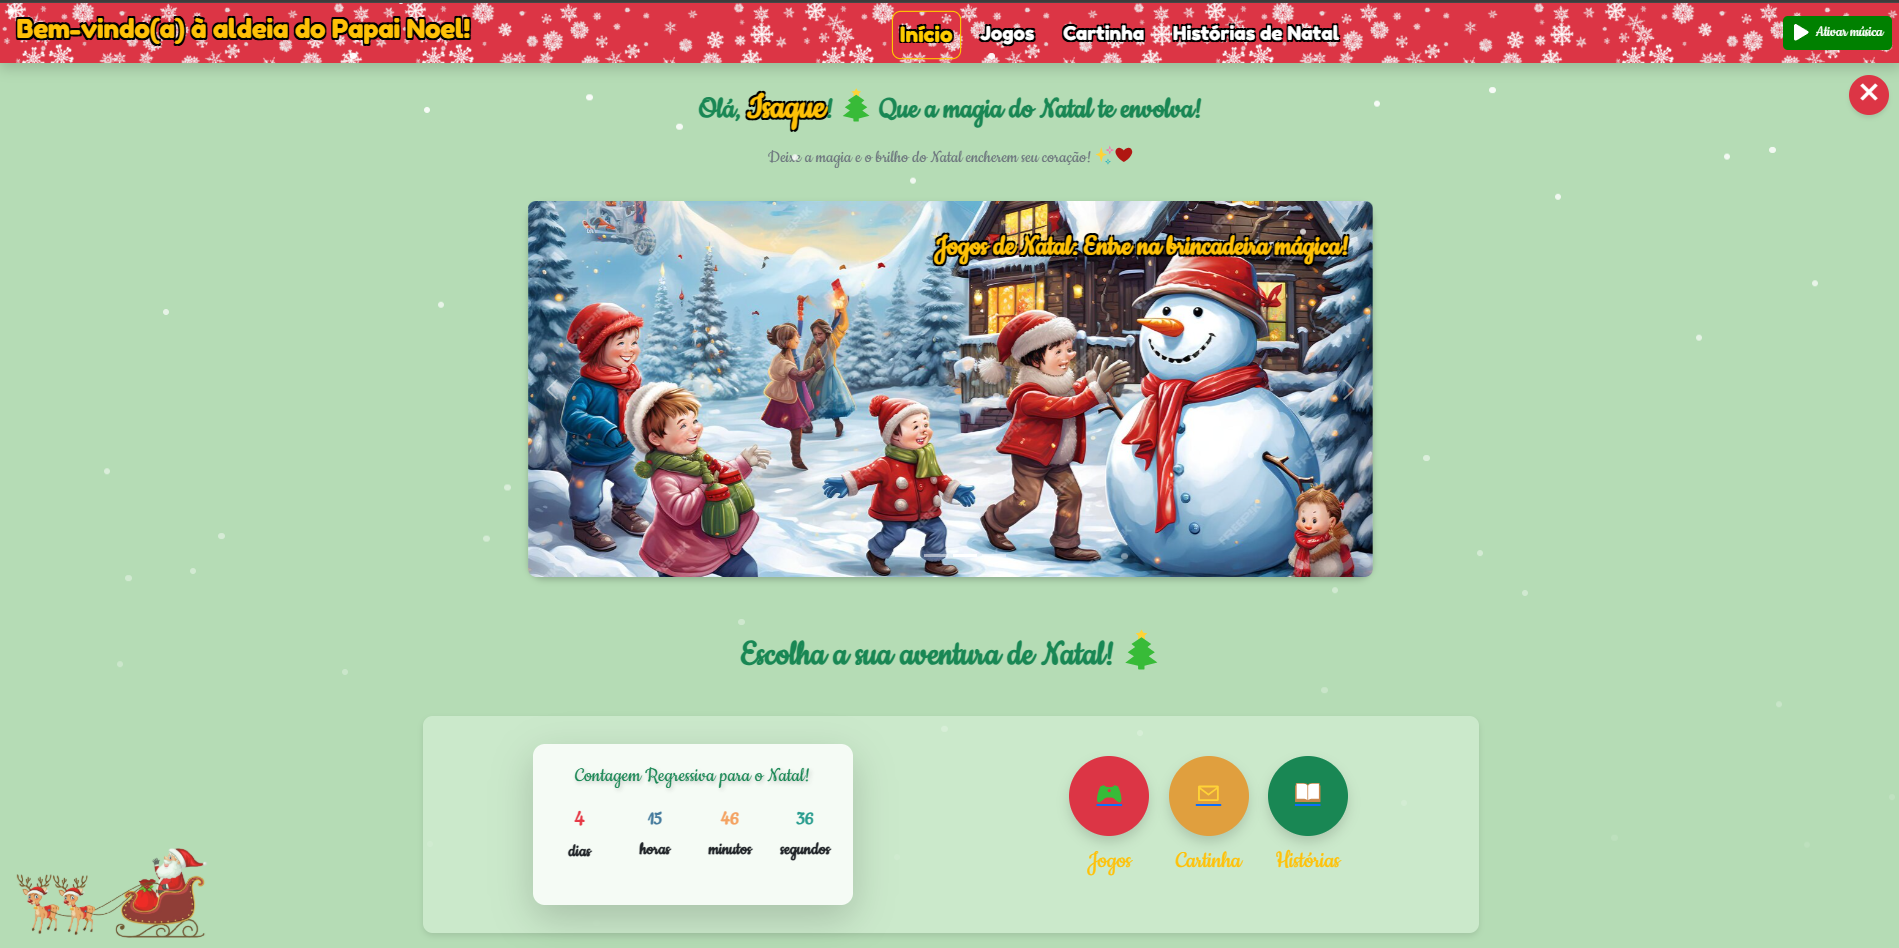 Bem-vindo(a) à aldeia do Papai Noel!
Início Jogos Cartinha Histórias de Natal
Ativar música
Olá, Isaque! 🎄 Que a magia do Natal te envolva!
Deixe a magia e o brilho do Natal encherem seu coração! ✨❤️
Jogos de Natal: Entre na brincadeira mágica!
Escolha a sua aventura de Natal! 🎄
Contagem Regressiva para o Natal!
4 15 46 36
dias horas minutos segundos
Jogos Cartinha Histórias